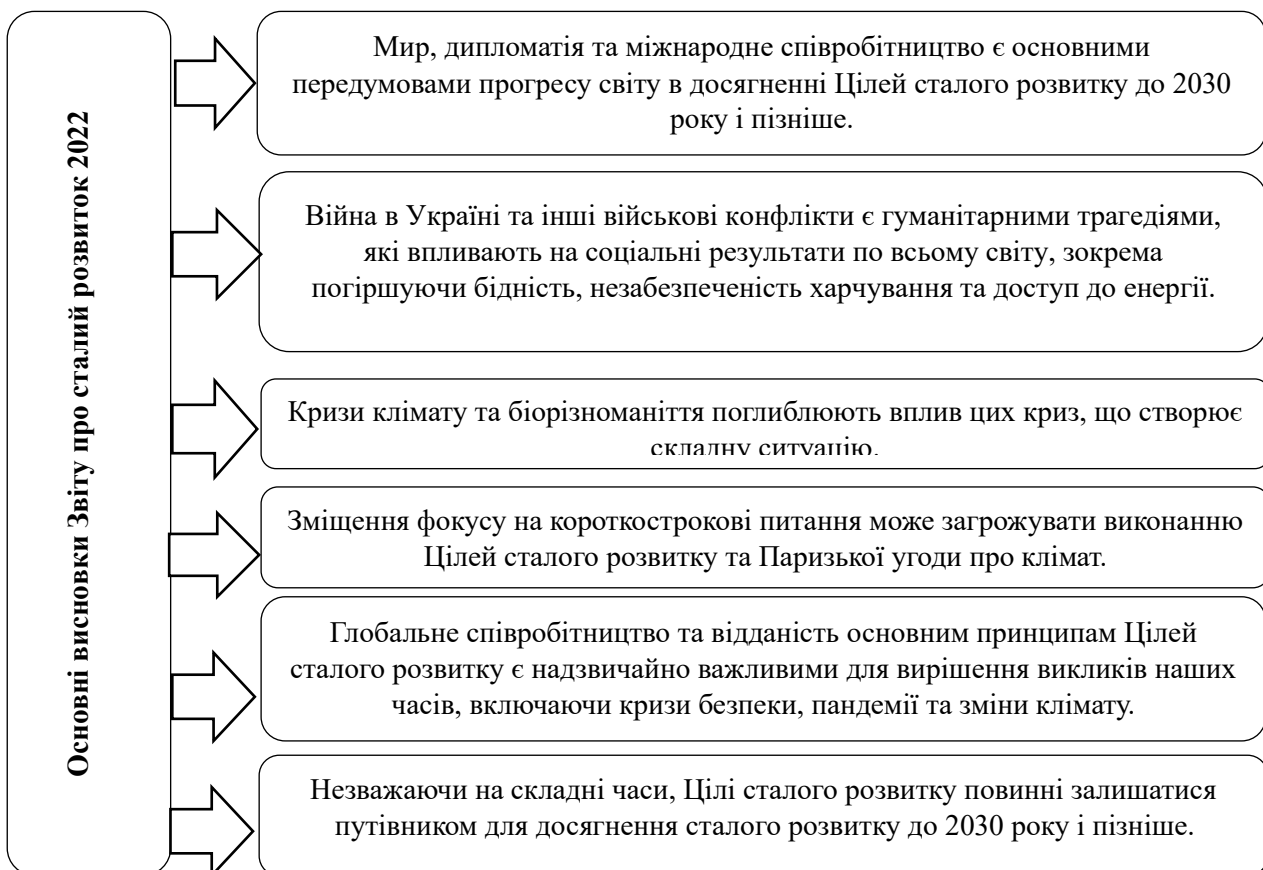 Основні висновки Звіту про сталий розвиток 2022
Мир, дипломатія та міжнародне співробітництво є основними
передумовами прогресу світу в досягненні Цілей сталого розвитку до 2030
року і пізніше.
Війна в Україні та інші військові конфлікти є гуманітарними трагедіями,
які впливають на соціальні результати по всьому світу, зокрема
погіршуючи бідність, незабезпеченість харчування та доступ до енергії.
Кризи клімату та біорізноманіття поглиблюють вплив цих криз, що створює
складну ситуацію.
Зміщення фокусу на короткострокові питання може загрожувати виконанню
Цілей сталого розвитку та Паризької угоди про клімат.
Глобальне співробітництво та відданість основним принципам Цілей
сталого розвитку є надзвичайно важливими для вирішення викликів наших
часів, включаючи кризи безпеки, пандемії та зміни клімату.
Незважаючи на складні часи, Цілі сталого розвитку повинні залишатися
путівником для досягнення сталого розвитку до 2030 року і пізніше.